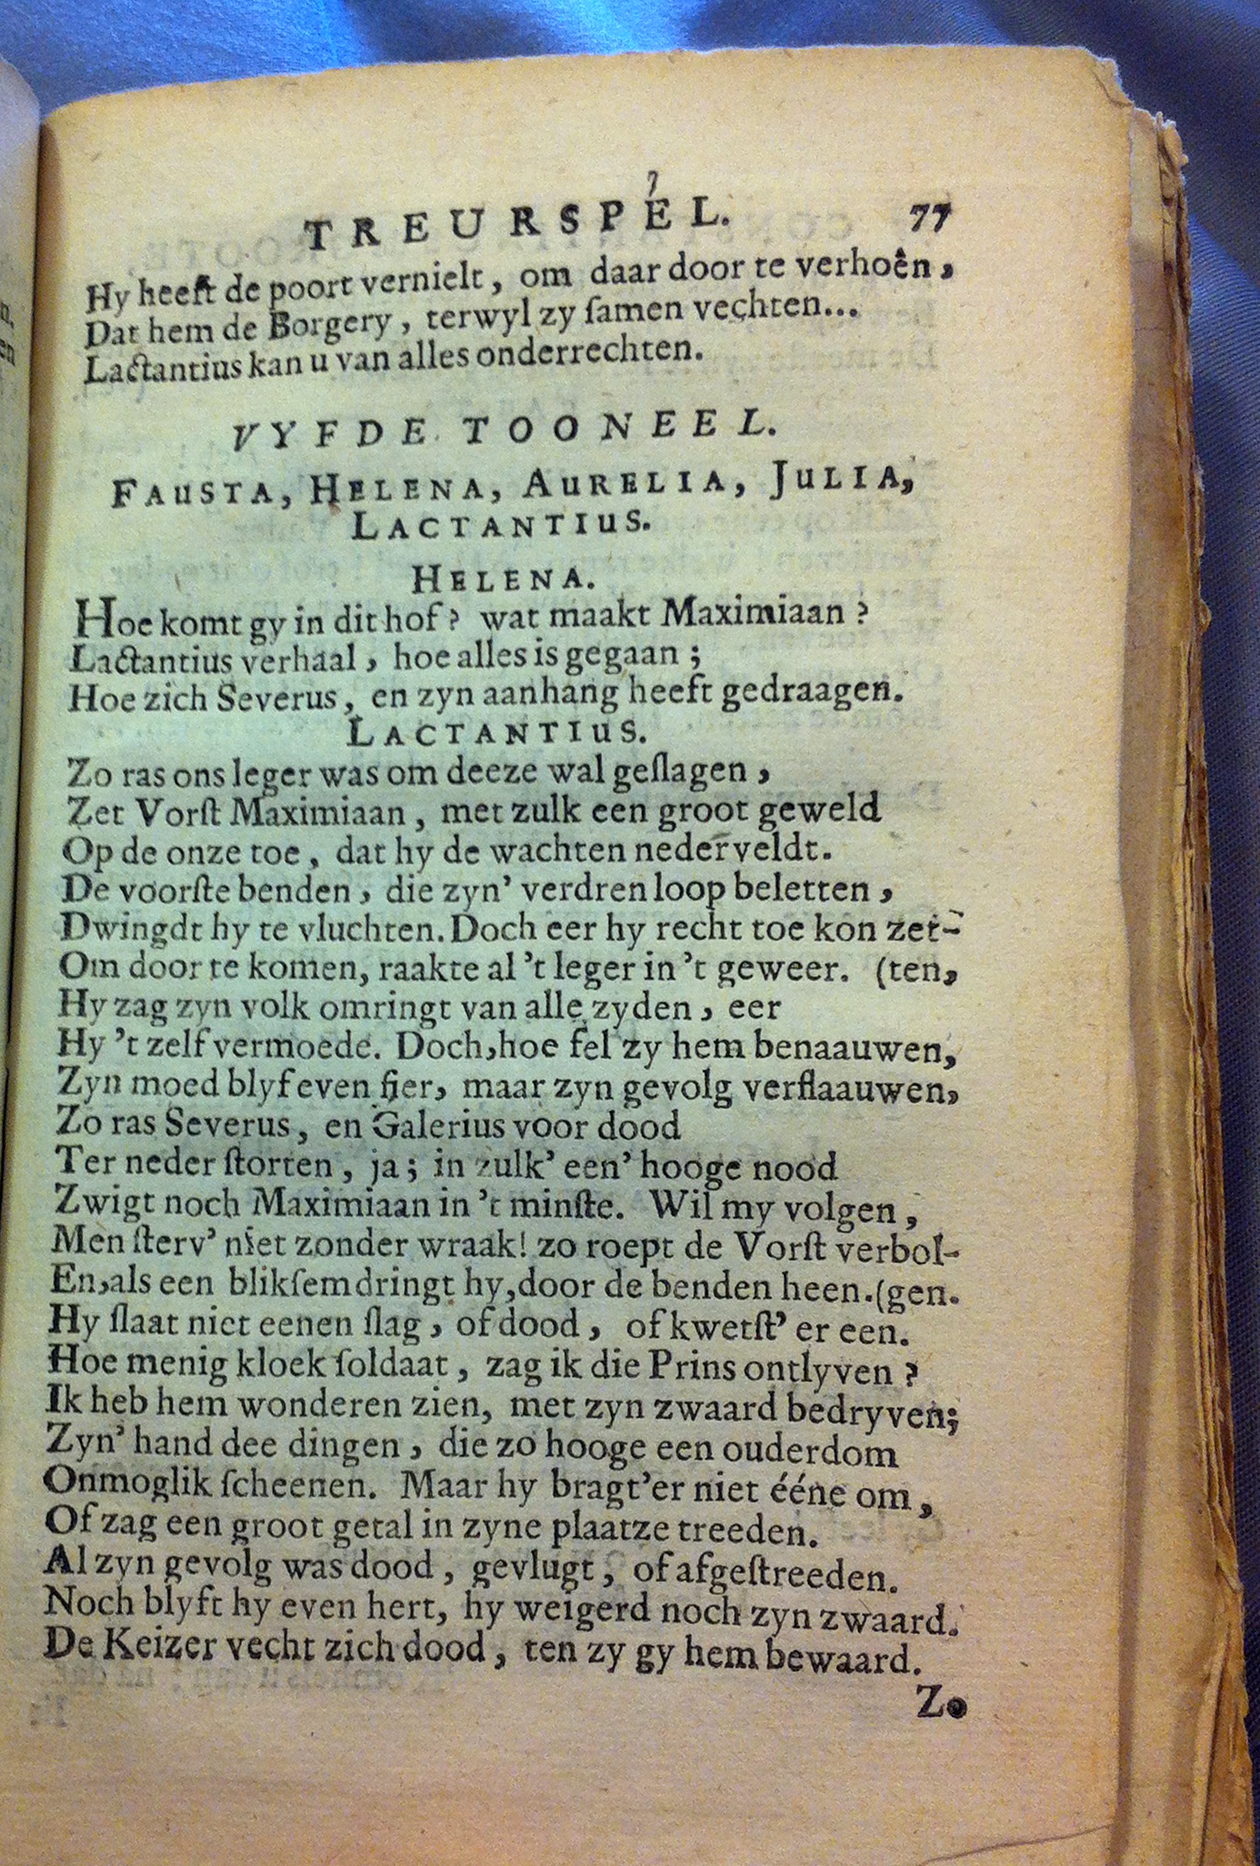 TREURSPEL. 77
Hy heeft de poort vernielt, om daar door te verhoên,
Dat hem de Borgery, terwyl zy ſamen vechten...
Lactantius kan u van alles onderrechten.
VYFDE TOONEEL.
FAUSTA, HELENA, AURELIA, JULIA,
LACTANTIUS.
HELENA.
Hoe komt gy in dit hof? wat maakt Maximiaan?
Lactantius verhaal, hoe alles is gegaan;
Hoe zich Severus, en zyn aanhang heeft gedraagen.
LACTANTIUS.
Zo ras ons leger was om deeze wal geſlagen,
Zet Vorſt Maximiaan, met zulk een groot geweld
Op de onze toe, dat hy de wachten nederveldt.
De voorſte benden, die zyn' verdren loop beletten,
Dwingdt hy te vluchten. Doch eer hy recht toe kon zet-
Om door te komen, raakte al 't leger in 't geweer. (ten,
Hy zag zyn volk omringt van alle zyden, eer
Hy 't zelf vermoede. Doch, hoe fel zy hem benaauwen,
Zyn moed blyf even fier, maar zyn gevolg verflaauwen,
Zo ras Severus, en Galerius voor dood
Ter neder ſtorten, ja; in zulk' een' hooge nood
Zwigt noch Maximiaan in 't minſte. Wil my volgen,
Men ſterv' niet zonder wraak! zo roept de Vorſt verbol-
En, als een blikſem dringt hy, door de benden heen. (gen.
Hy ſlaat niet eenen ſlag, of dood, of kwetſt' er een.
Hoe menig kloek ſoldaat, zag ik die Prins ontlyven?
Ik heb hem wonderen zien, met zyn zwaard bedryven;
Zyn' hand dee dingen, die zo hooge een ouderdom
Onmoglik ſcheenen. Maar hy bragt'er niet ééne om,
Of zag een groot getal in zyne plaatze treeden.
Al zyn gevolg was dood, gevlugt, of afgeſtreeden.
Noch blyft hy even hert, hy weigerd noch zyn zwaard.
De Keizer vecht zich dood, ten zy gy hem bewaard.
Zo